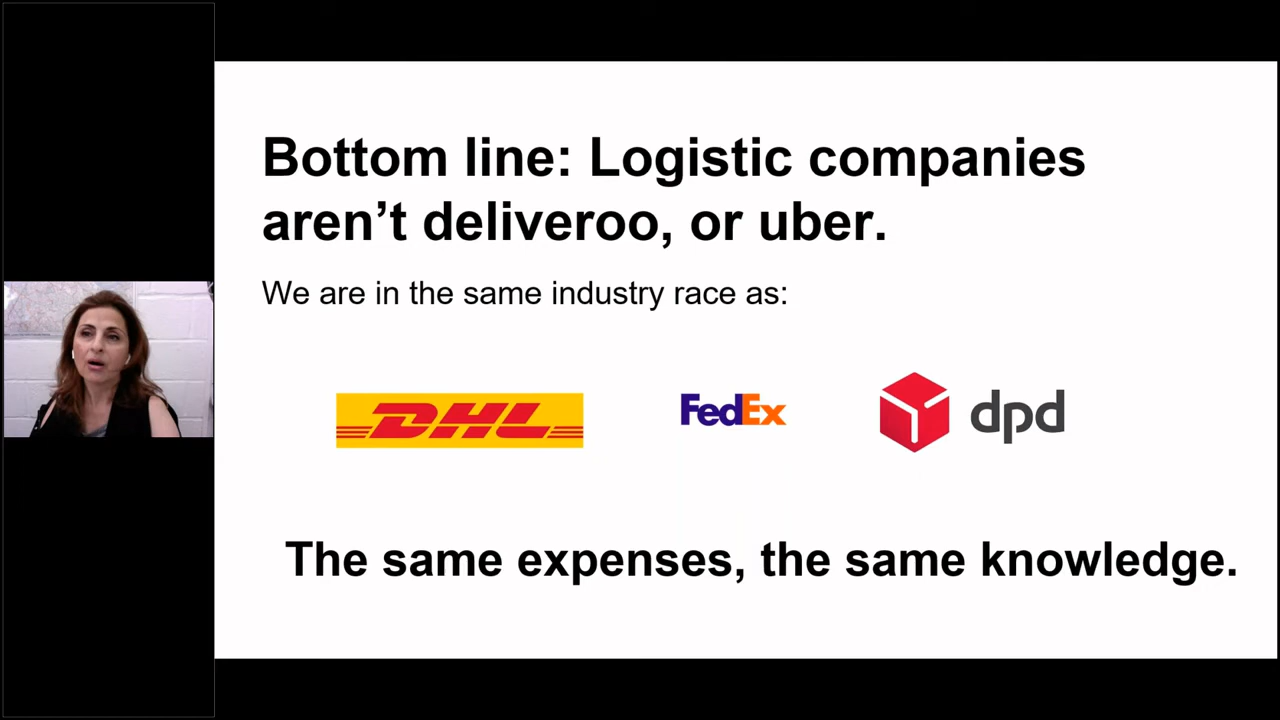 Bottom line: Logistic companies
aren’t deliveroo, or uber.
We are in the same industry race as:
DHL
FedEx
dpd
The same expenses, the same knowledge.